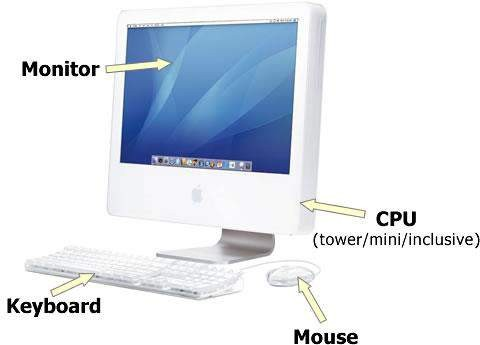 Monitor
CPU
(tower/mini/inclusive)
Keyboard
Mouse